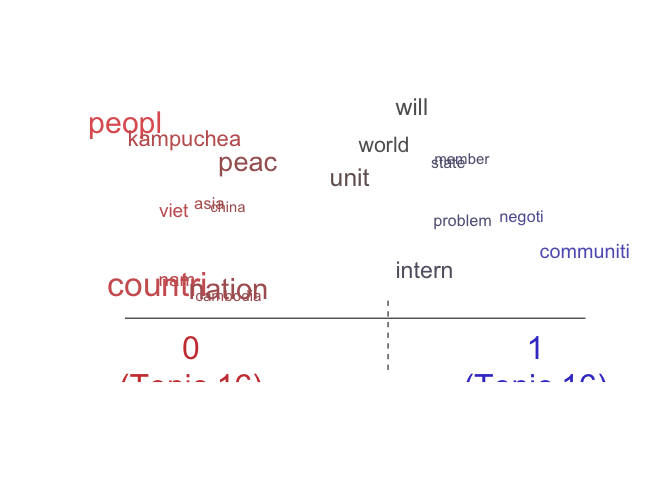 will
peopl
kampuchea
world
peac
member
state
unit
viet
asia
china
negoti
problem
communiti
intern
nam
countri
nation
cambodia
0
1
(Topic 16)
(Topic 16)